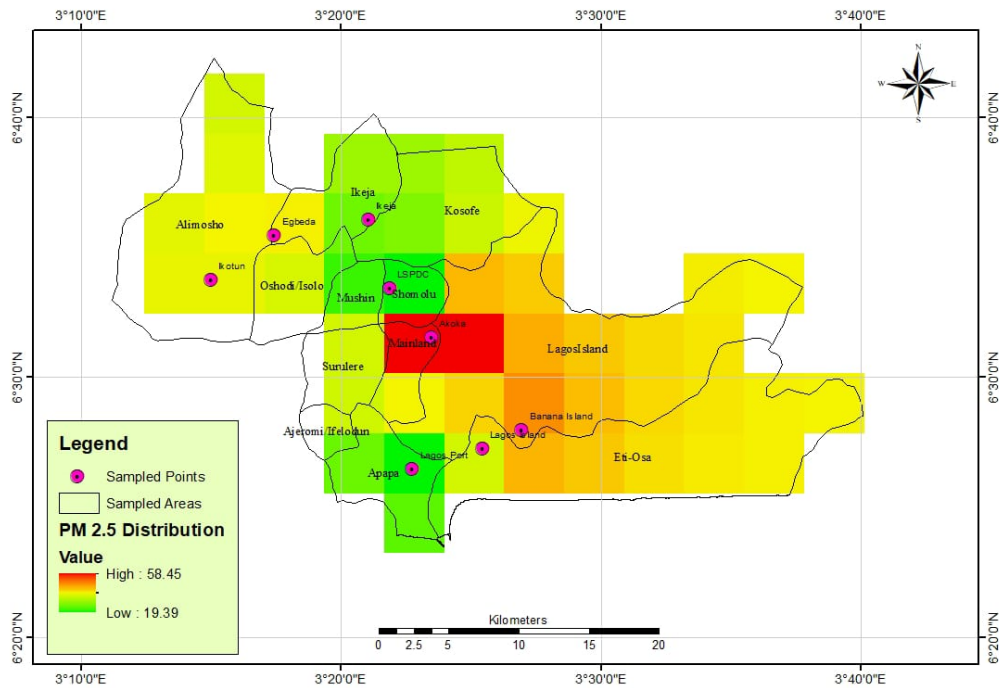 3°10'0"E
3°20'0"E
3°30'0"E
3°40'0"E
N
W
E
S
6°40'0"N
6°40'0"N
Ikeja
Ikeja
Kosofe
Alimosho
Egbeda
Ikotun
Oshodi/Isolo
LSPDC
Mushin
Shomolu
Akoka
Mainland
LagosIsland
Surulere
6°30'0"N
6°30'0"N
Banana Island
Ajeromi/Ifelodun
Lagos Island
Lagos Port
Eti-Osa
Apapa
Legend
Sampled Points
Sampled Areas
PM 2.5 Distribution
Value
High : 58.45
Low : 19.39
Kilometers
0 2.5 5 10 15 20
6°20'0"N
6°20'0"N
3°10'0"E
3°20'0"E
3°30'0"E
3°40'0"E